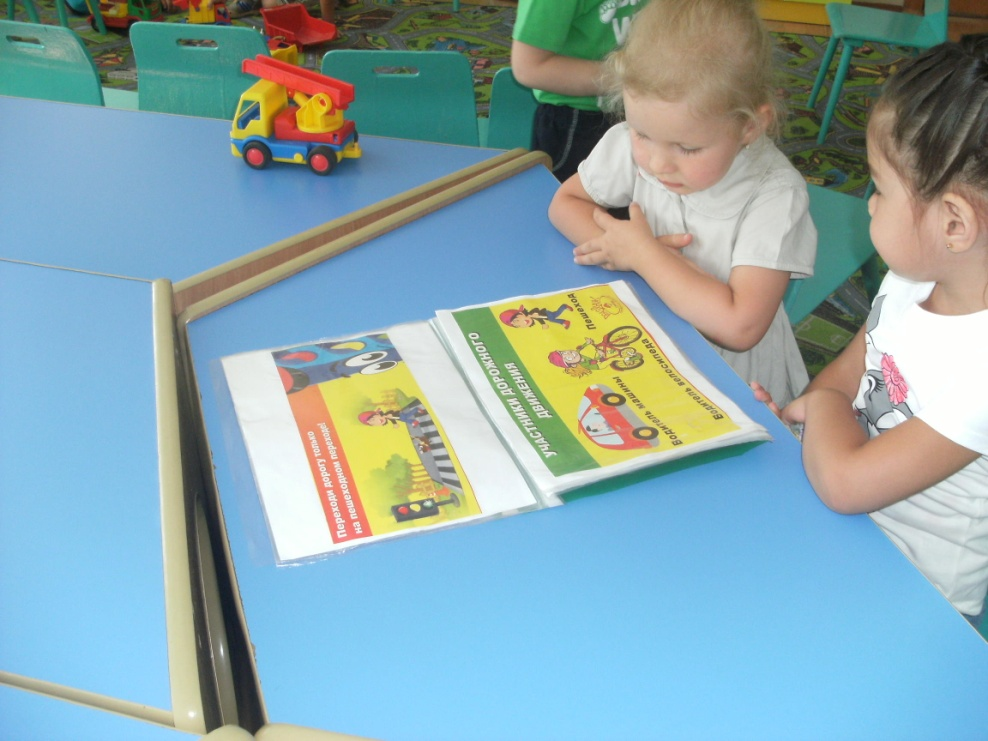 Переходи дорогу только
на пешеходном переходе!
УЧАСТНИКИ ДОРОЖНОГО
ДВИЖЕНИЯ
Пешеход
Водитель велосипеда
Водитель машины